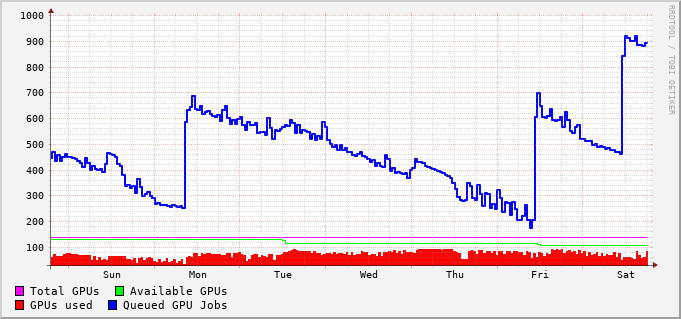 1000
900
800
700
600
500
400
300
200
100
Sun Mon Tue Wed Thu Fri Sat
Total GPUs Available GPUs
GPUs used Queued GPU Jobs
RRDTOOL / TOBI OETIKER